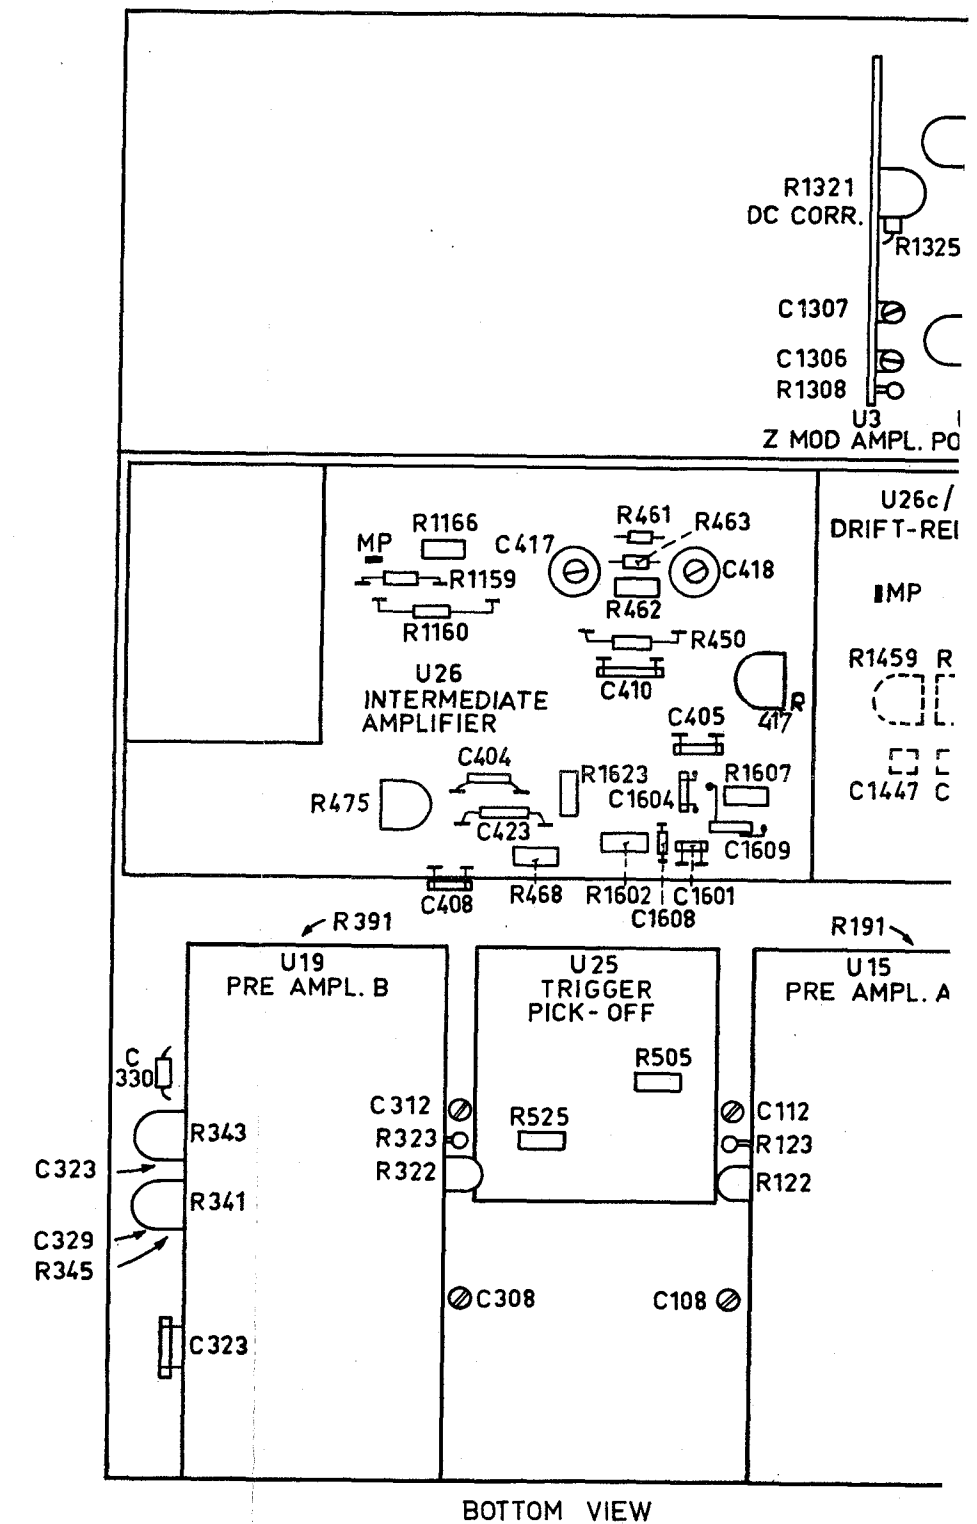 R1321
DC CORR.
R1325
C1307
C1306
R1308
U3
Z MOD AMPL. PO
U26c/
DRIFT-REI
R461
R463
R1166
MP
C417
C418
R1159
R462
MP
R1160
R450
R1459 R
U26
INTERMEDIATE
AMPLIFIER
C410
R
417
C405
C404
R1623
R1607
R475
C1604
C1447 C
C423
C1609
R468
R1602
C1601
C408
C1608
R391
R191
U19
PRE AMPL. B
U25
TRIGGER
PICK-OFF
U15
PRE AMPL. A
C
330
R505
C312
R525
C112
R343
R323
R123
C323
R322
R122
R341
C329
R345
C308
C108
C323
BOTTOM VIEW